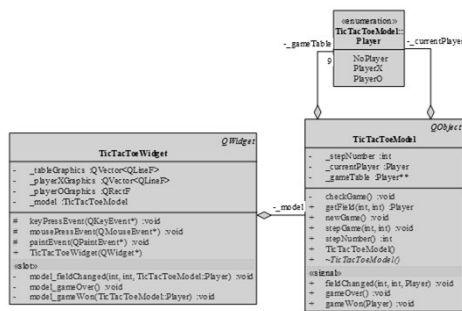 «enumeration»
TicTacToeModel::
Player
NoPlayer
PlayerX
PlayerO
-_gameTable
9
-_currentPlayer
QWidget
TicTacToeWidget
- _tableGraphics :QVector<QLineF>
- _playerXGraphics :QVector<QLineF>
- _playerOGraphics :QRectF
- _model :TicTacToeModel
# keyPressEvent(QKeyEvent*) :void
# mousePressEvent(QMouseEvent*) :void
# paintEvent(QPaintEvent*) :void
+ TicTacToeWidget(QWidget*)
«slot»
- model_fieldChanged(int, int, TicTacToeModel::Player) :void
- model_gameOver() :void
- model_gameWon(TicTacToeModel::Player) :void
-_model
QObject
TicTacToeModel
- _stepNumber :int
- _currentPlayer :Player
- _gameTable :Player**
- checkGame() :void
+ getField(int, int) :Player
+ newGame() :void
+ stepGame(int, int) :void
+ stepNumber() :int
+ TicTacToeModel()
+ ~TicTacToeModel()
«signal»
+ fieldChanged(int, int, Player) :void
+ gameOver() :void
+ gameWon(Player) :void